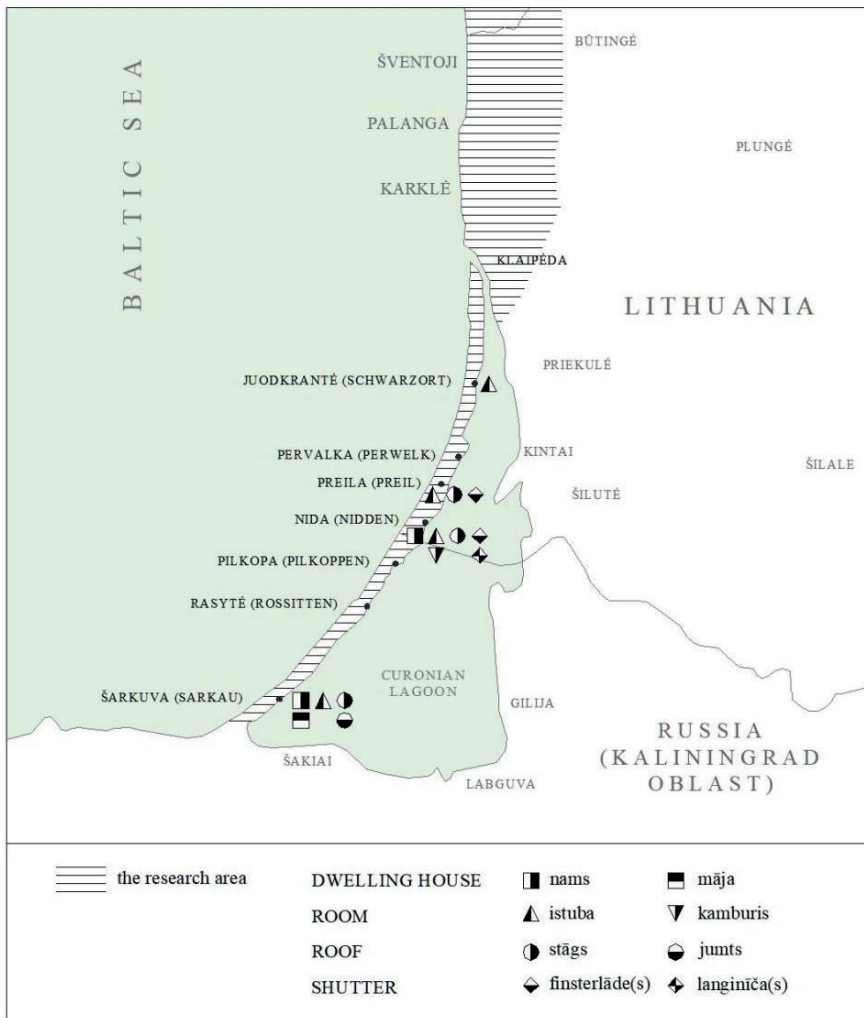 BALTIC SEA
ŠVENTOJI
BŪTINGĖ
PALANGA
PLUNGĖ
KARKLĖ
KLAIPĖDA
LITHUANIA
PRIEKULĖ
JUODKRANTĖ (SCHWARZORT)
KINTAI
PERVALKA (PERWELK)
ŠILALE
PREILA (PREIL)
ŠILUTĖ
NIDA (NIDDEN)
PILKOPA (PILKOPPEN)
RASYTĖ (ROSSITTEN)
CURONIAN
LAGOON
ŠARKUVA (SARKAU)
GILIJA
RUSSIA
(KALININGRAD
OBLAST)
ŠAKIAI
LABGUVA
the research area
DWELLING HOUSE nams māja
ROOM istuba kamburis
ROOF stāgs jumts
SHUTTER finsterlāde(s) langinīča(s)